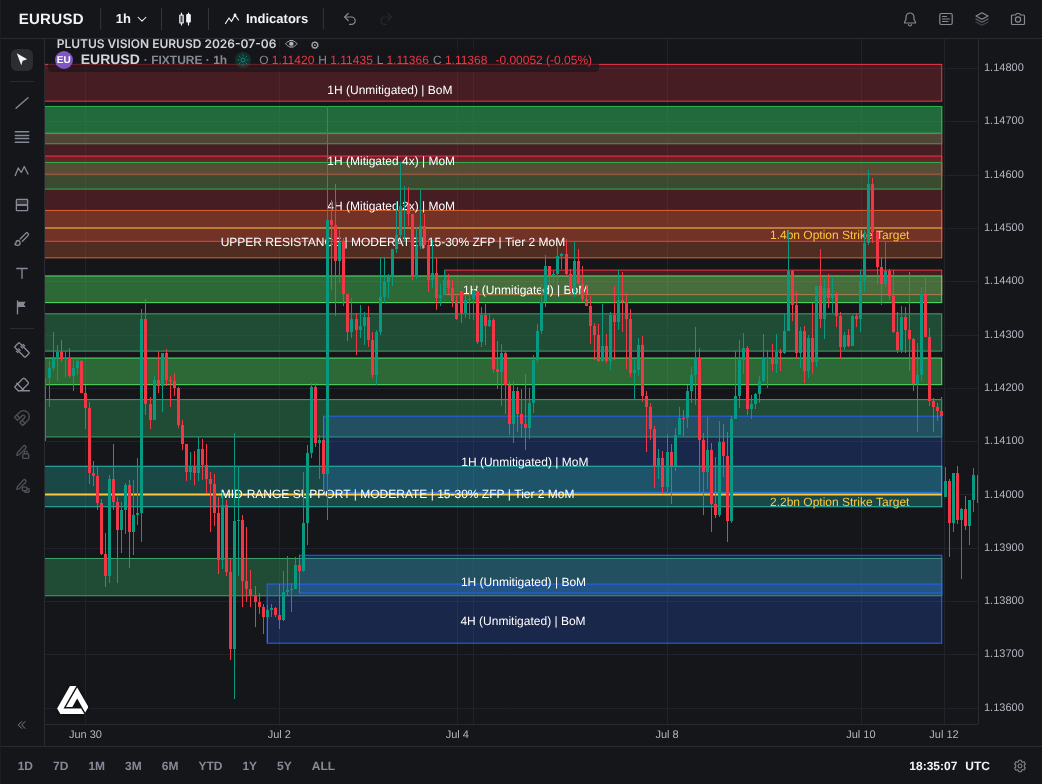 EURUSD 1h Indicators
PLUTUS VISION EURUSD 2026-07-06
EU EURUSD · FIXTURE · 1h O 1.11420 H 1.11435 L 1.11366 C 1.11368 -0.00052 (-0.05%)
1.14800
1H (Unmitigated) | BoM
1.14700
1H (Mitigated 4x) | MoM
1.14600
4H (Mitigated 2x) | MoM
1.14500
1.4bn Option Strike Target
UPPER RESISTANCE | MODERATE | 15-30% ZFP | Tier 2 MoM
1.14400
1H (Unmitigated) | BoM
1.14300
1.14200
1.14100
1H (Unmitigated) | MoM
MID-RANGE SUPPORT | MODERATE | 15-30% ZFP | Tier 2 MoM
1.14000
2.2bn Option Strike Target
1.13900
1H (Unmitigated) | BoM
1.13800
4H (Unmitigated) | BoM
1.13700
1.13600
Jun 30 Jul 2 Jul 4 Jul 8 Jul 10 Jul 12
1D 7D 1M 3M 6M YTD 1Y 5Y ALL 18:35:07 UTC